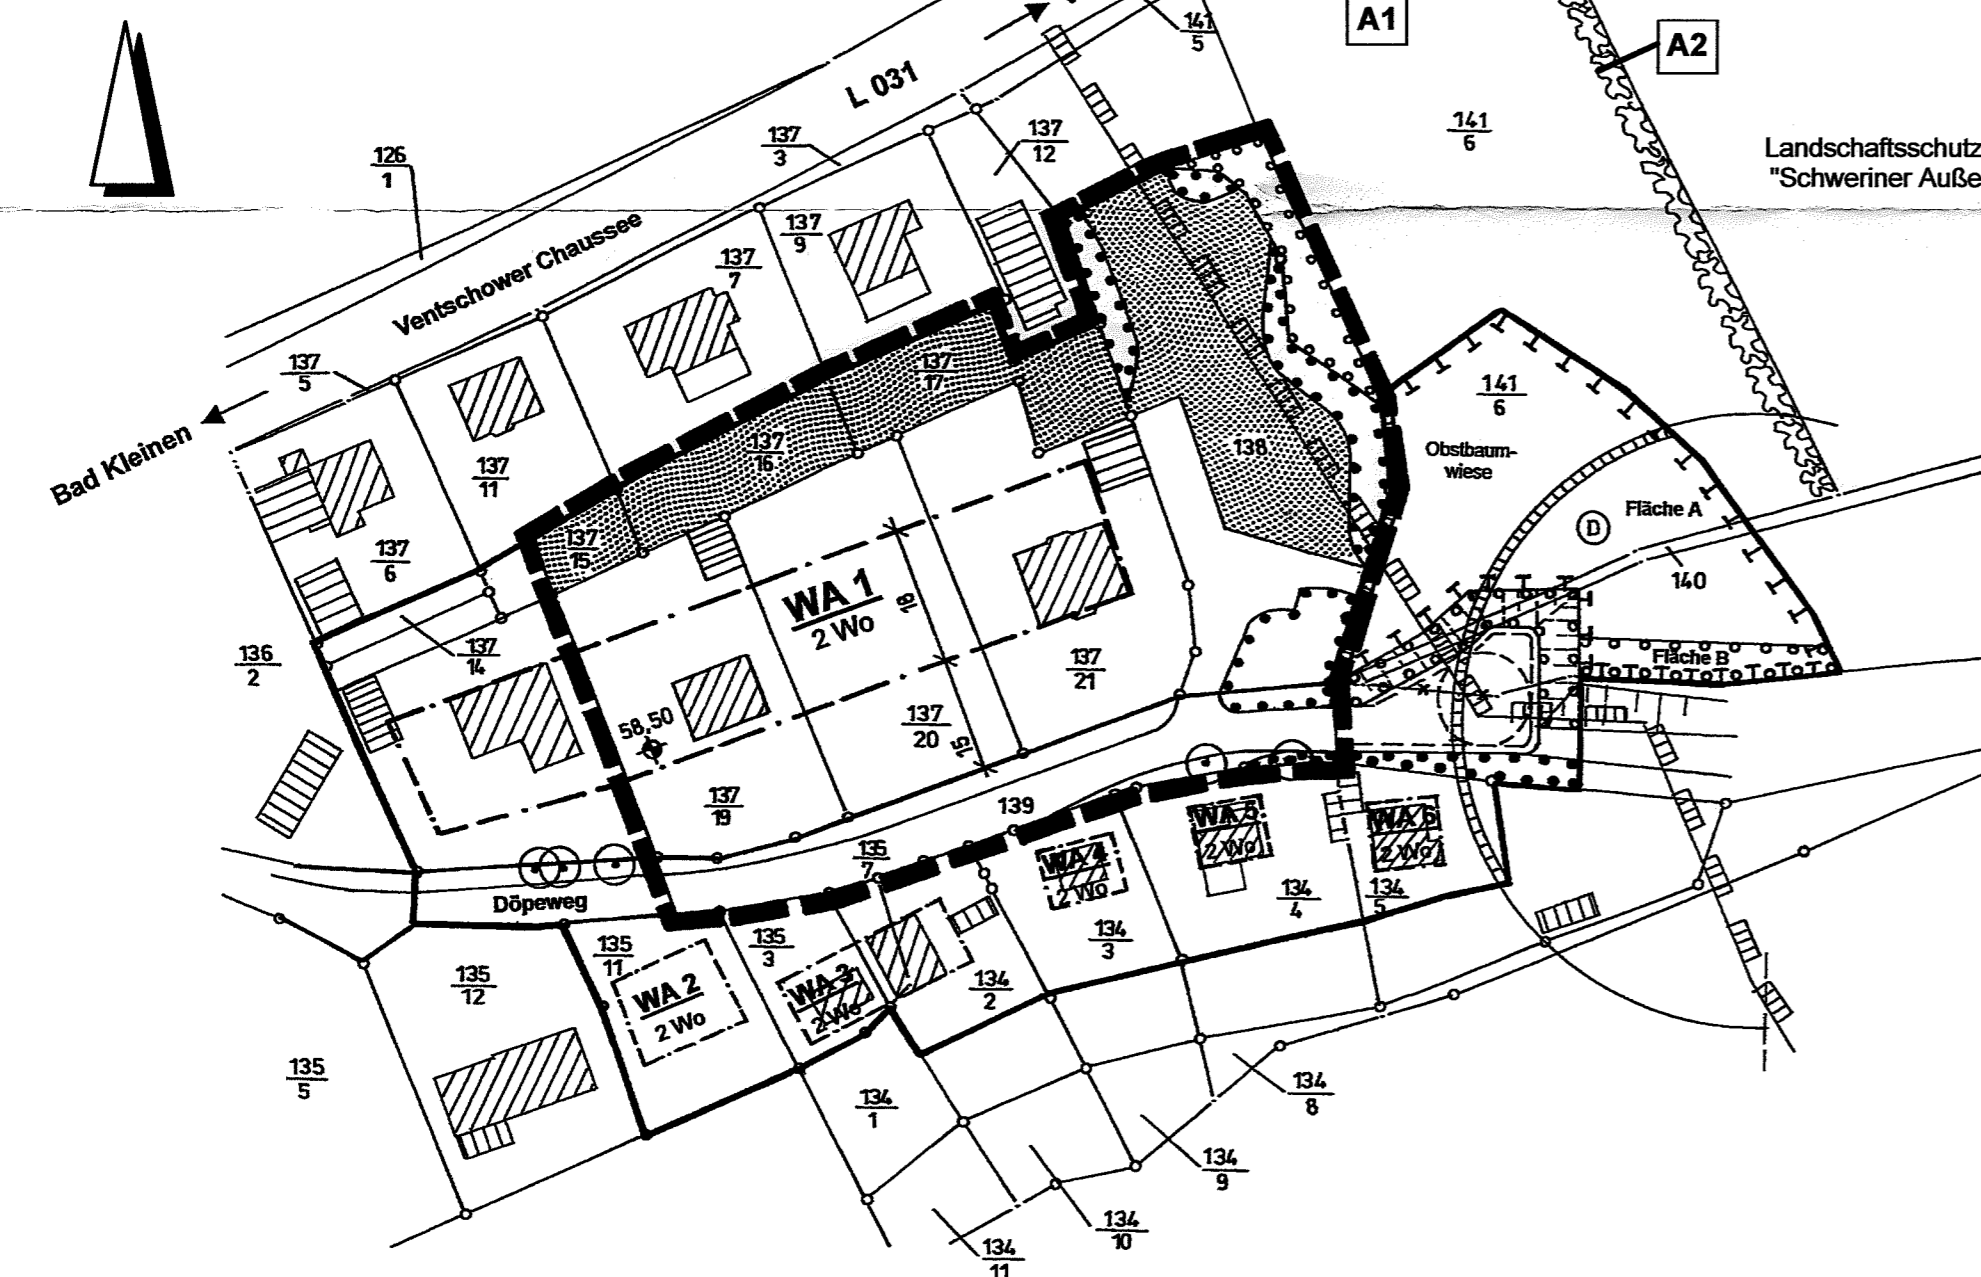 A1
A2
141
5
L 031
137
3
137
12
141
6
126
1
Landschaftsschutz
"Schweriner Auße
Ventschower Chaussee
137
9
137
7
137
5
Bad Kleinen
137
11
137
17
137
16
138
141
6
Obstbaum-
wiese
Fläche A
D
137
6
137
15
WA 1
2 Wo
18
140
136
2
137
14
137
21
Fläche B
58,50
137
20
15
137
19
139
WA 5
2 Wo
WA 6
2 Wo
135
7
WA 4
2 Wo
Döpeweg
134
4
134
5
135
11
135
3
134
3
135
12
WA 2
2 Wo
WA 3
2 Wo
134
2
135
5
134
1
134
8
134
9
134
10
134
11